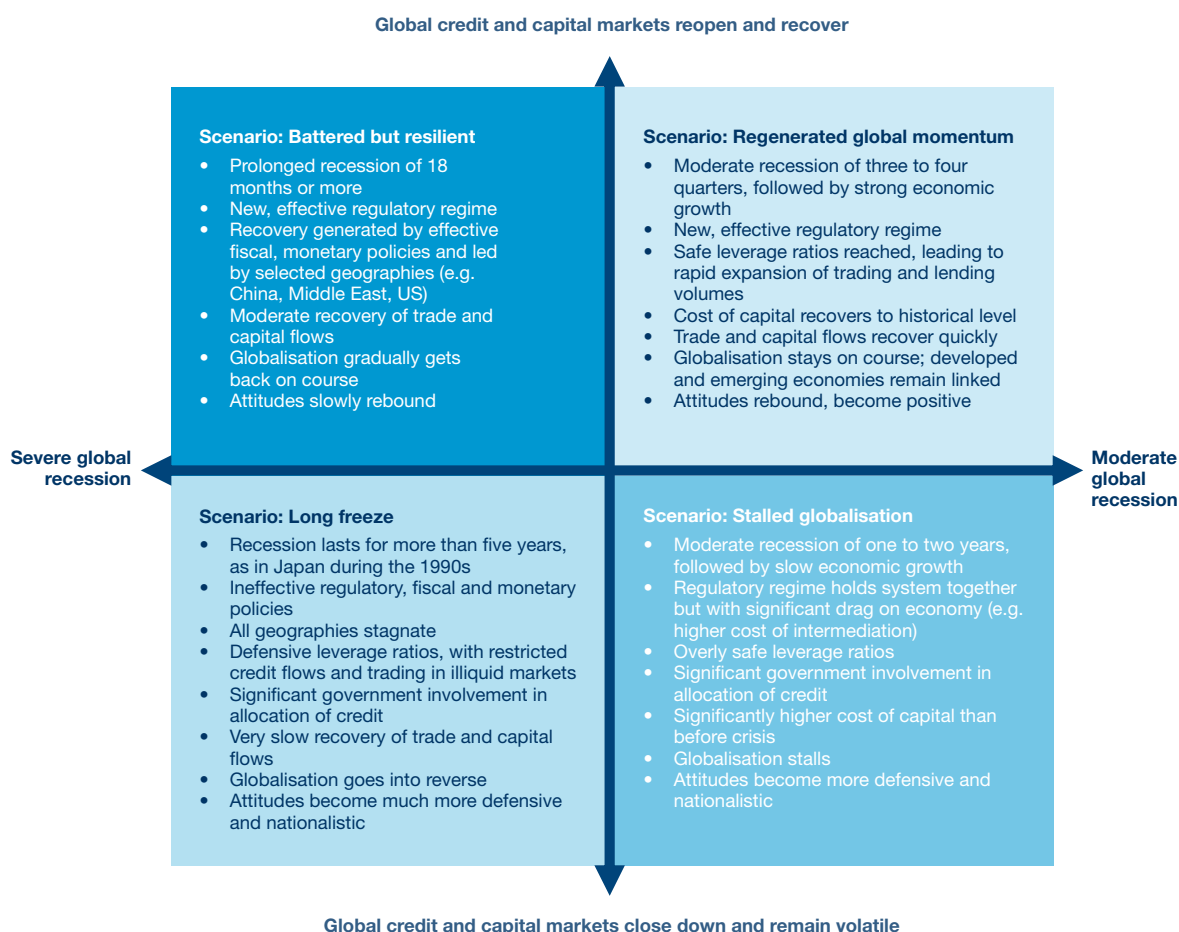 Global credit and capital markets reopen and recover
Scenario: Battered but resilient
• Prolonged recession of 18
months or more
• New, effective regulatory regime
• Recovery generated by effective
fiscal, monetary policies and led
by selected geographies (e.g.
China, Middle East, US)
• Moderate recovery of trade and
capital flows
• Globalisation gradually gets
back on course
• Attitudes slowly rebound
Scenario: Regenerated global momentum
• Moderate recession of three to four
quarters, followed by strong economic
growth
• New, effective regulatory regime
• Safe leverage ratios reached, leading to
rapid expansion of trading and lending
volumes
• Cost of capital recovers to historical level
• Trade and capital flows recover quickly
• Globalisation stays on course; developed
and emerging economies remain linked
• Attitudes rebound, become positive
Severe global
recession
Moderate
global
recession
Scenario: Long freeze
• Recession lasts for more than five years,
as in Japan during the 1990s
• Ineffective regulatory, fiscal and monetary
policies
• All geographies stagnate
• Defensive leverage ratios, with restricted
credit flows and trading in illiquid markets
• Significant government involvement in
allocation of credit
• Very slow recovery of trade and capital
flows
• Globalisation goes into reverse
• Attitudes become much more defensive
and nationalistic
Scenario: Stalled globalisation
• Moderate recession of one to two years,
followed by slow economic growth
• Regulatory regime holds system together
but with significant drag on economy (e.g.
higher cost of intermediation)
• Overly safe leverage ratios
• Significant government involvement in
allocation of credit
• Significantly higher cost of capital than
before crisis
• Globalisation stalls
• Attitudes become more defensive and
nationalistic
Global credit and capital markets close down and remain volatile